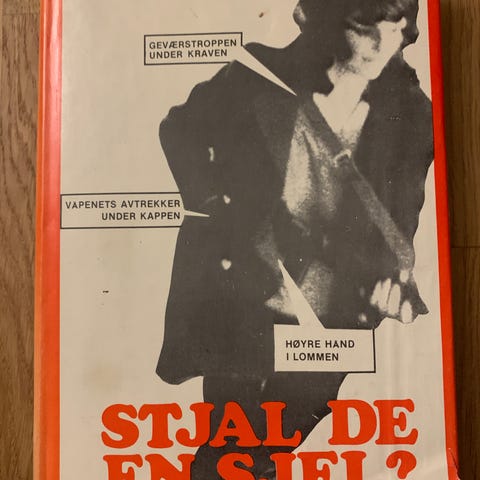 GEVÆRSTROPPEN
UNDER KRAVEN
VAPENETS AVTREKKER
UNDER KAPPEN
HØYRE HAND
I LOMMEN
STJAL DE
EN SJEL?